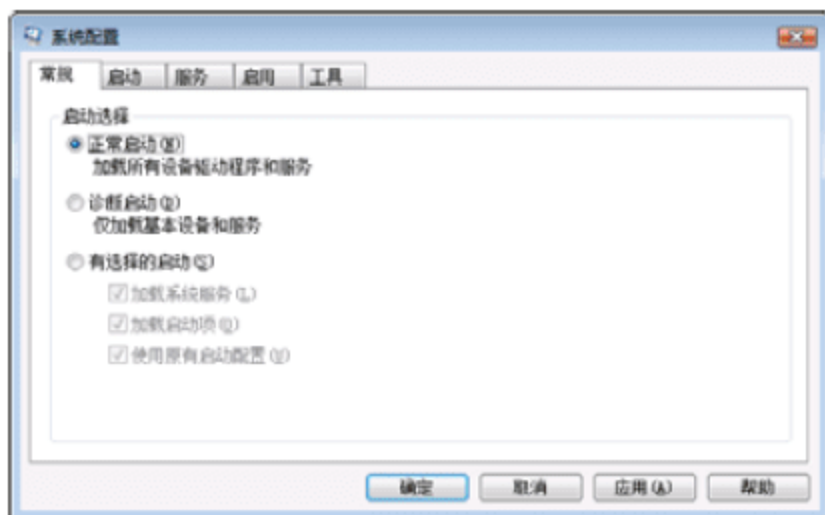 系统配置
常规 启动 服务 启用 工具
启动选择
正常启动(N)
加载所有设备驱动程序和服务
诊断启动(D)
仅加载基本设备和服务
有选择的启动(S)
加载系统服务(L)
加载启动项(O)
使用原有启动配置(U)
确定 取消 应用(A) 帮助